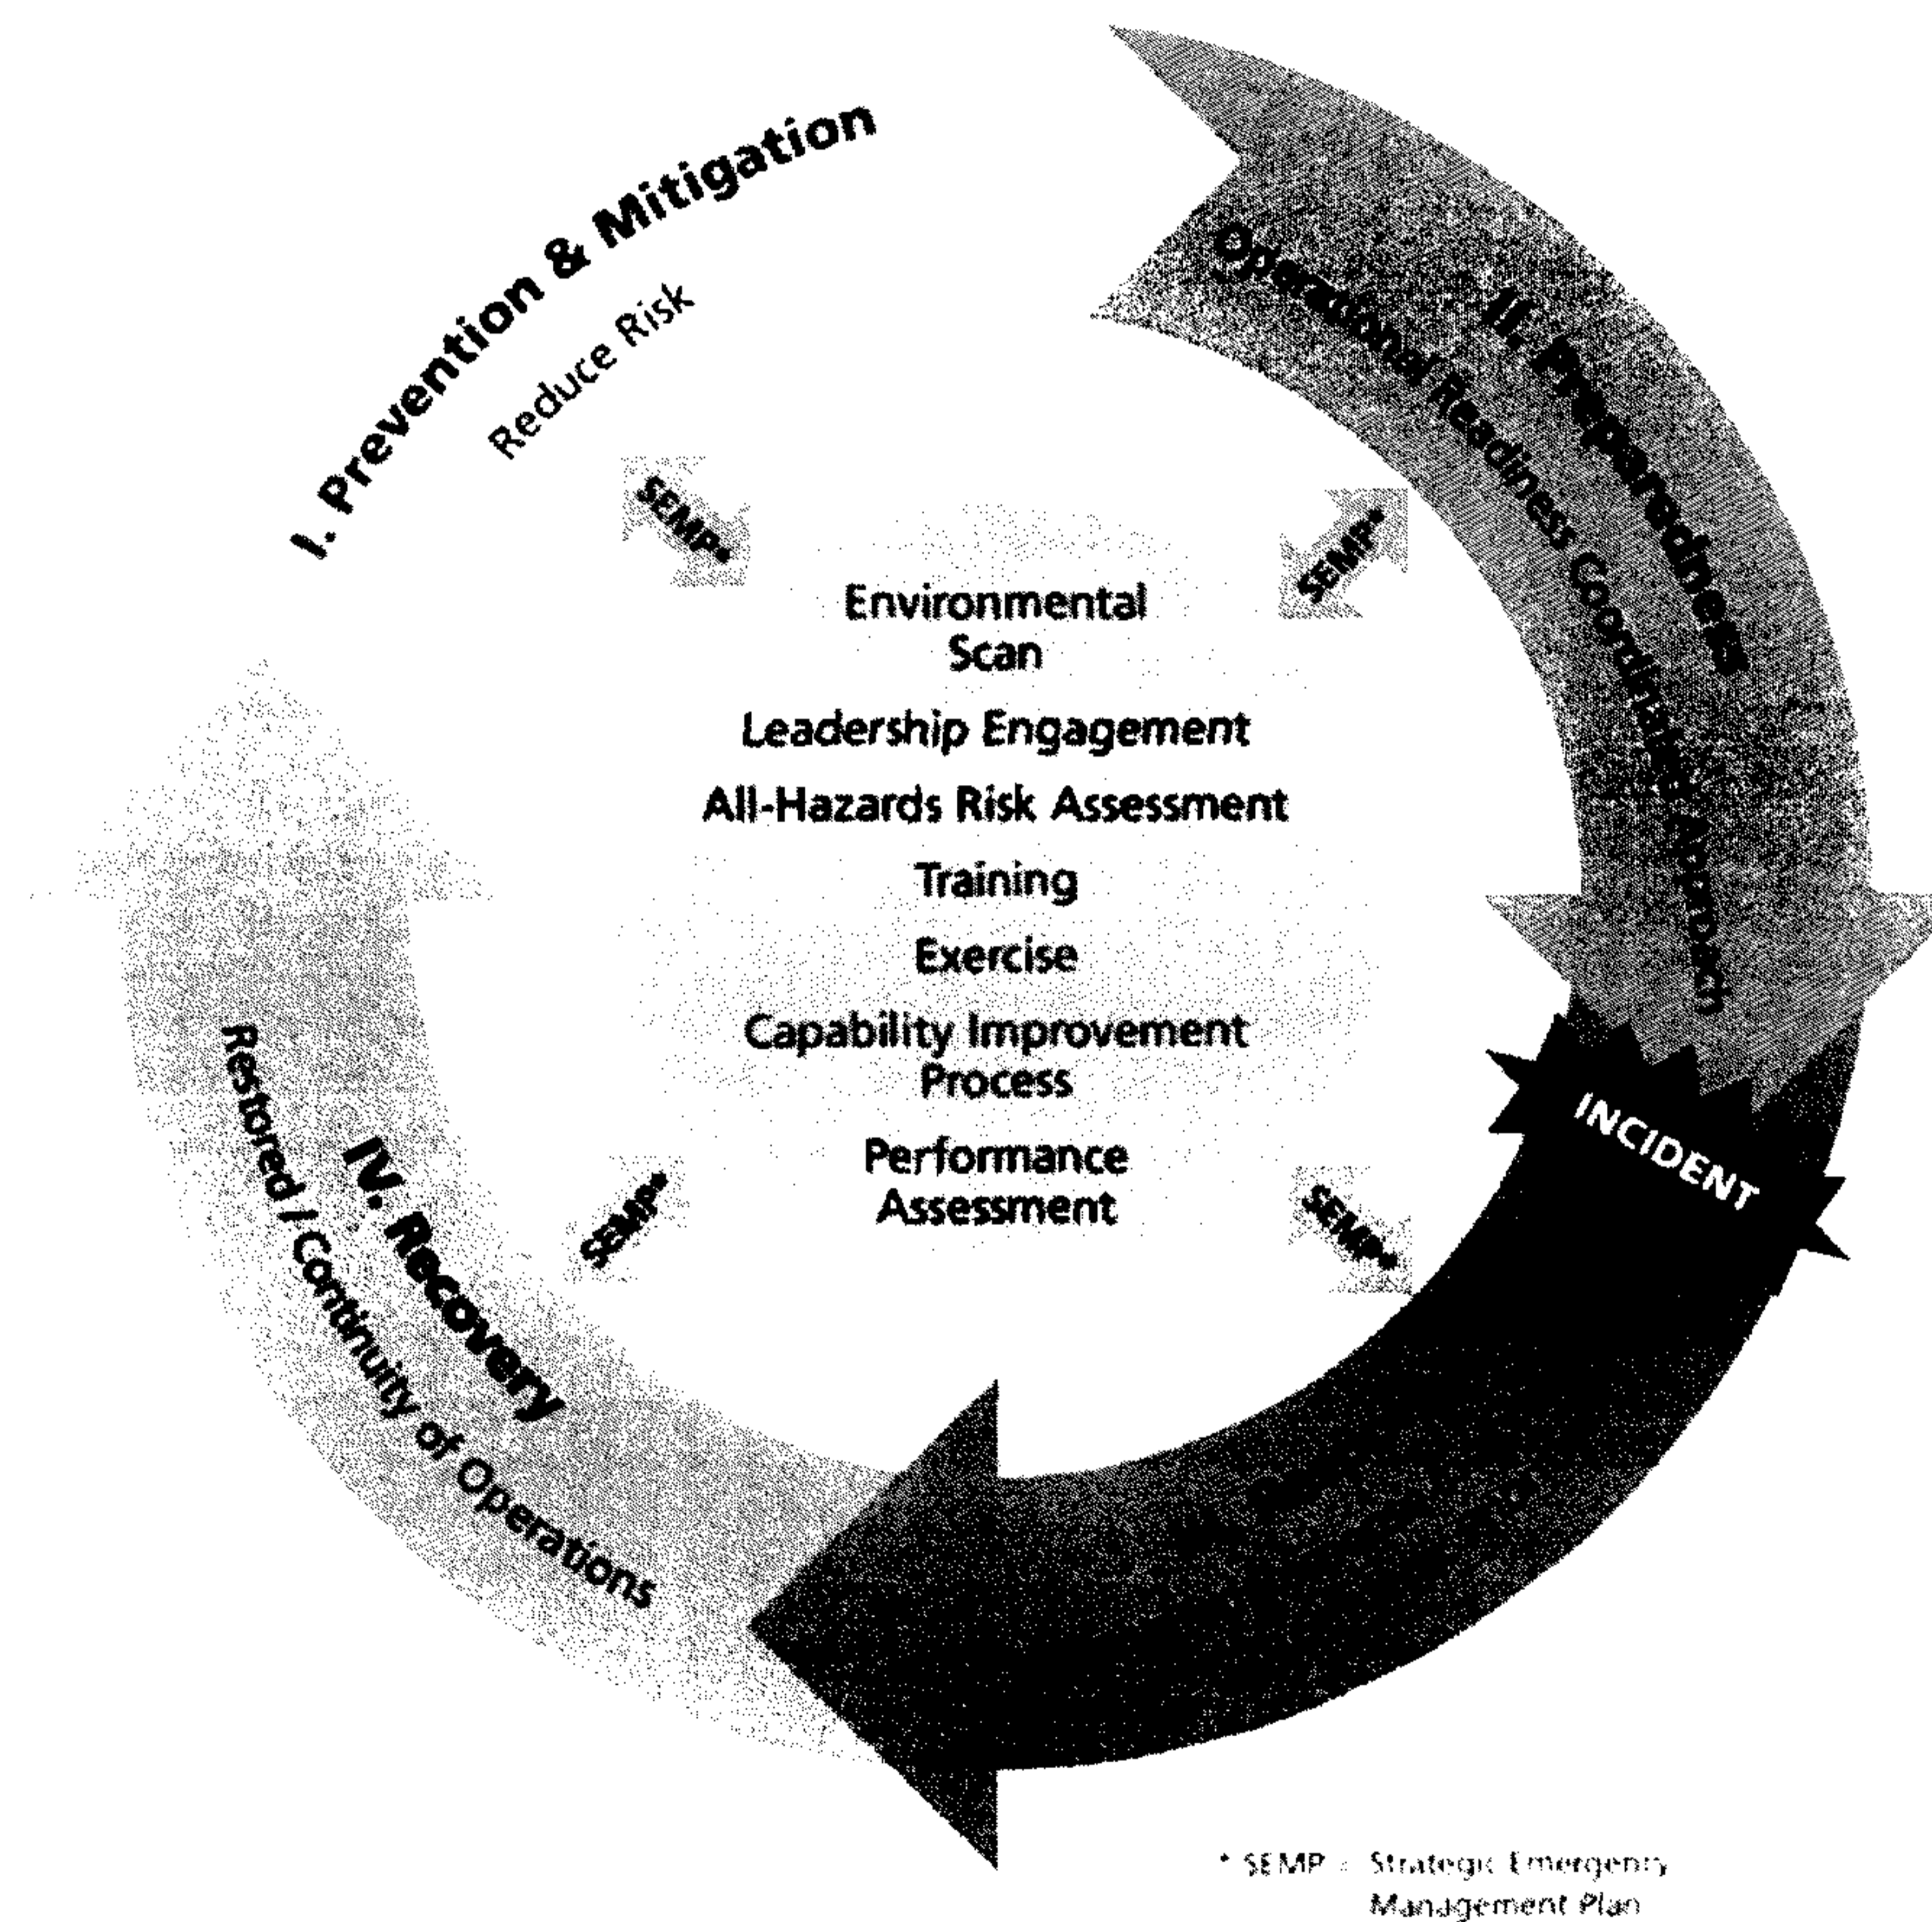 I. Prevention & Mitigation
Reduce Risk
II. Preparedness
Operational Readiness Coordinated Approach
SEMP*
SEMP*
Environmental
Scan
Leadership Engagement
All-Hazards Risk Assessment
Training
Exercise
Capability Improvement
Process
Performance
Assessment
INCIDENT
SEMP*
SEMP*
IV. Recovery
Restored / Continuity of Operations
* SEMP = Strategic Emergency
Management Plan